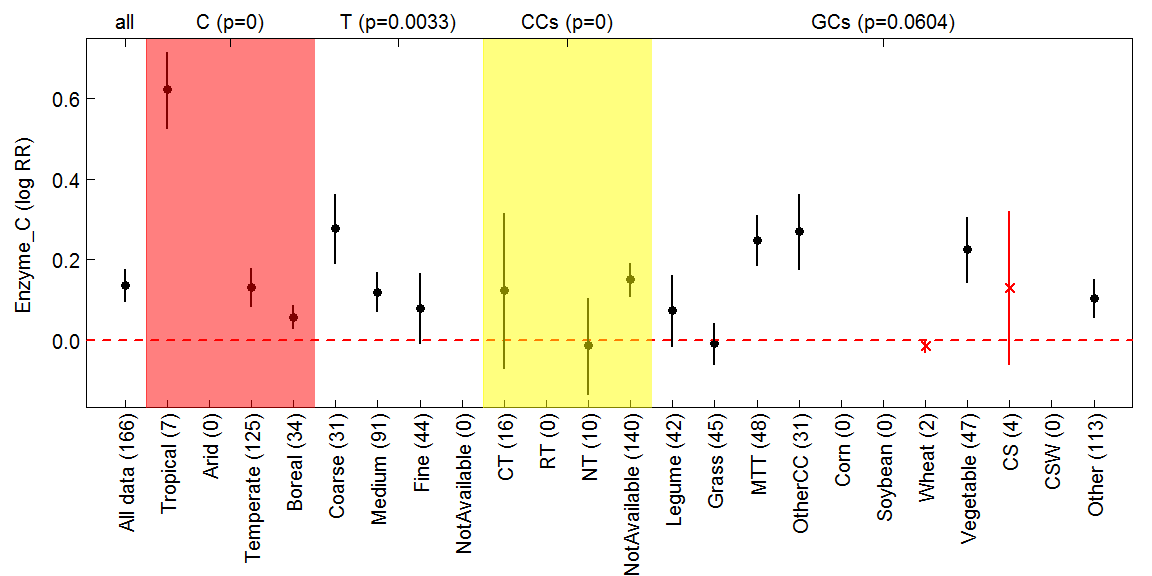 all
C (p=0)
T (p=0.0033)
CCs (p=0)
GCs (p=0.0604)
Enzyme_C (log RR)
0.6
0.4
0.2
0.0
All data (166)
Tropical (7)
Arid (0)
Temperate (125)
Boreal (34)
Coarse (31)
Medium (91)
Fine (44)
NotAvailable (0)
CT (16)
RT (0)
NT (10)
NotAvailable (140)
Legume (42)
Grass (45)
MTT (48)
OtherCC (31)
Corn (0)
Soybean (0)
Wheat (2)
Vegetable (47)
CS (4)
CSW (0)
Other (113)